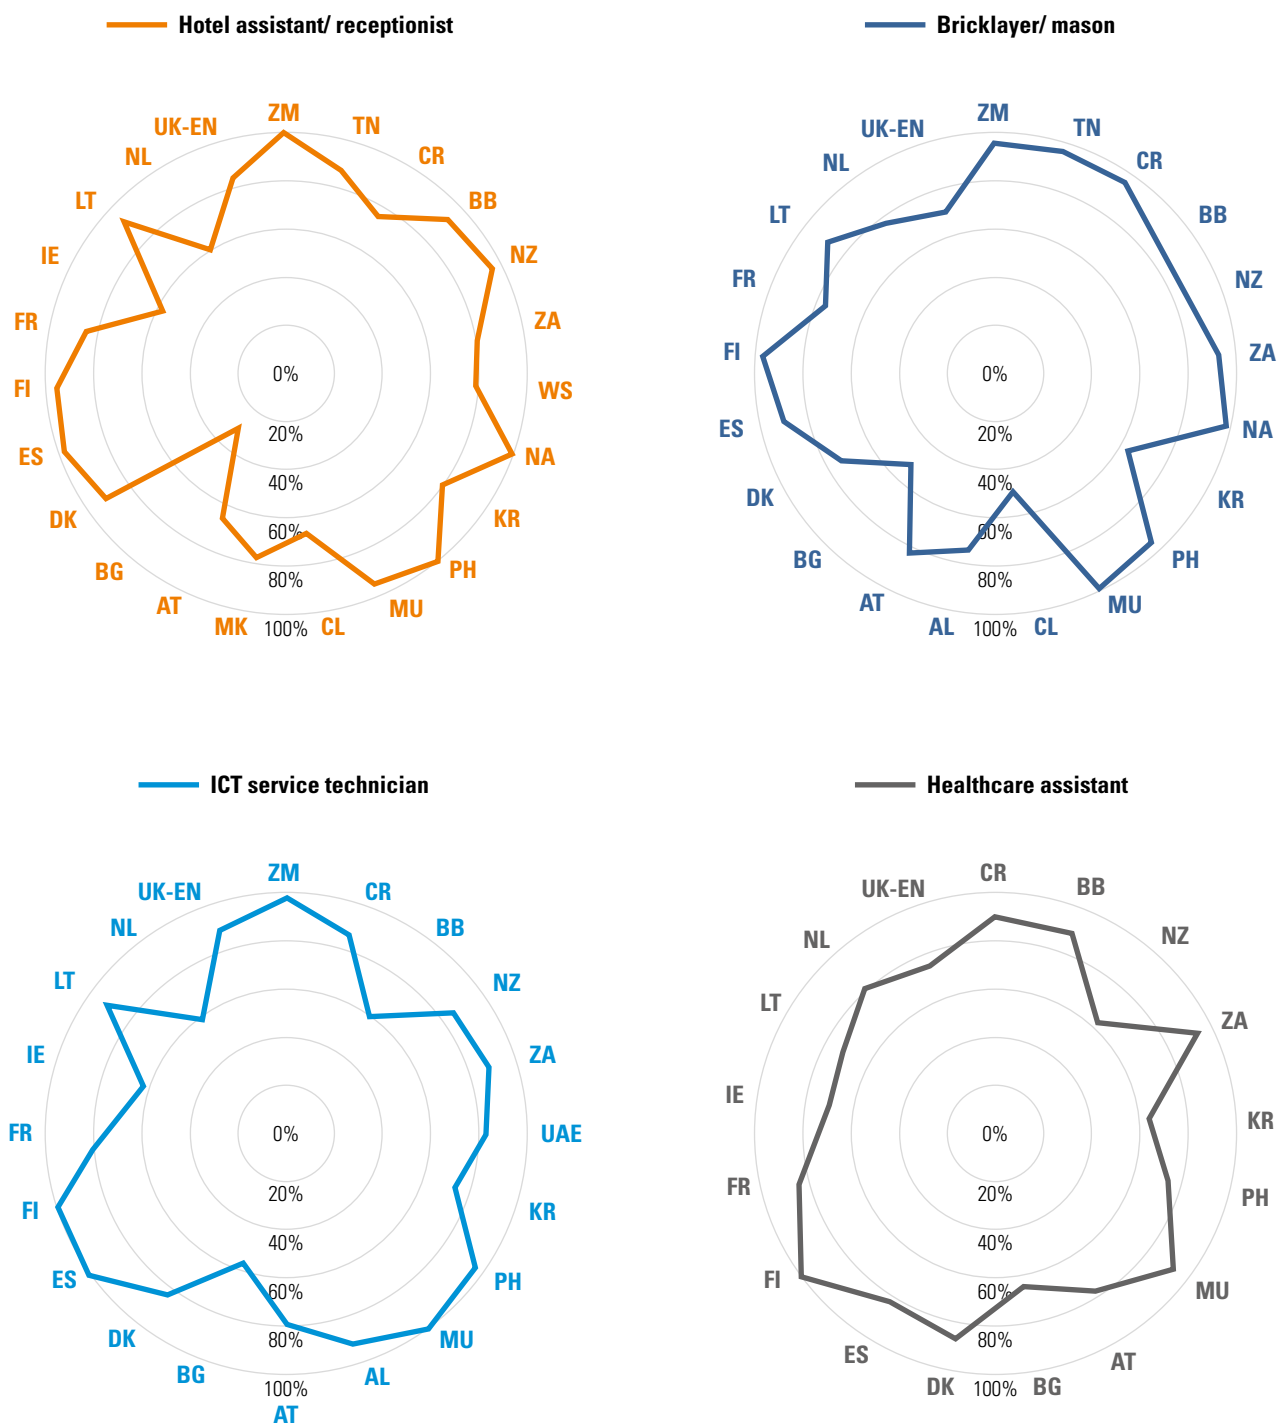 Hotel assistant/ receptionist
ZM
TN
CR
BB
NZ
ZA
WS
NA
KR
PH
MU
CL
MK
AT
BG
DK
ES
FI
FR
IE
LT
NL
UK-EN
0%
20%
40%
60%
80%
100%
Bricklayer/ mason
ZM
TN
CR
BB
NZ
ZA
NA
KR
PH
MU
CL
AL
AT
BG
DK
ES
FI
FR
LT
NL
UK-EN
0%
20%
40%
60%
80%
100%
ICT service technician
ZM
CR
BB
NZ
ZA
UAE
KR
PH
MU
AL
AT
BG
DK
ES
FI
FR
IE
LT
NL
UK-EN
0%
20%
40%
60%
80%
100%
Healthcare assistant
CR
BB
NZ
ZA
KR
PH
MU
AT
BG
DK
ES
FI
FR
IE
LT
NL
UK-EN
0%
20%
40%
60%
80%
100%